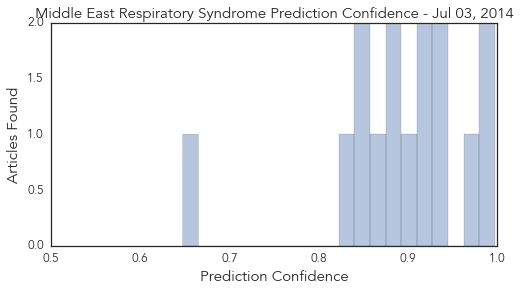 Middle East Respiratory Syndrome Prediction Confidence - Jul 03, 2014
2.0
1.5
1.0
0.5
0.0
Articles Found
0.5 0.6 0.7 0.8 0.9 1.0
Prediction Confidence